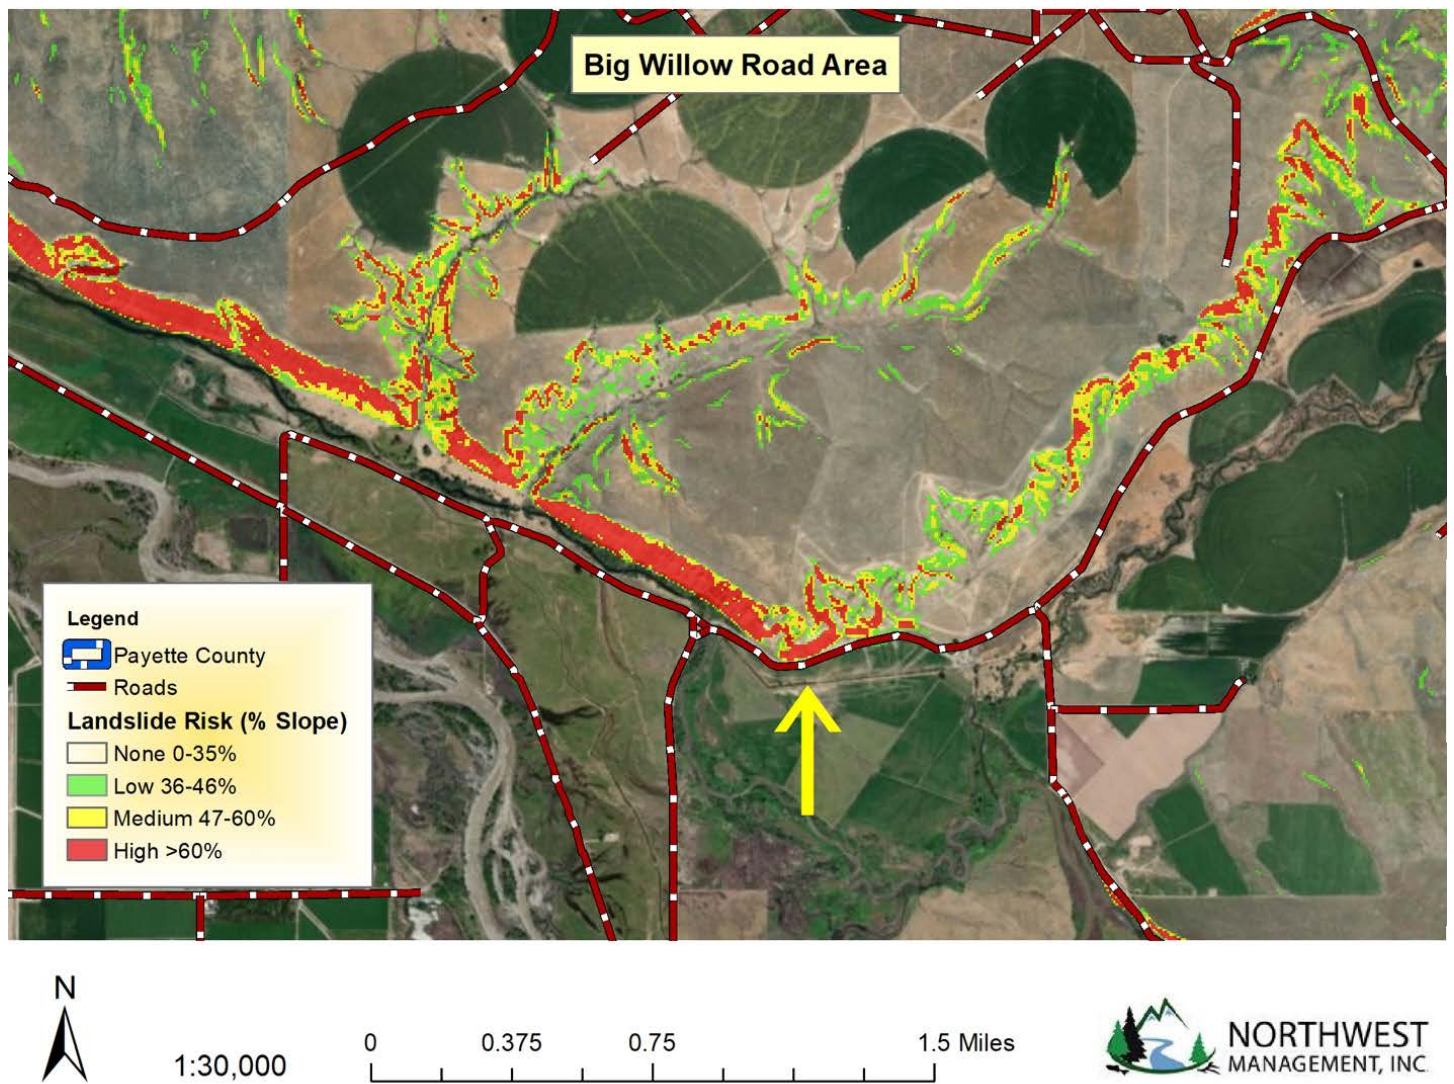 Big Willow Road Area
Legend
Payette County
Roads
Landslide Risk (% Slope)
None 0-35%
Low 36-46%
Medium 47-60%
High >60%
N
1:30,000
0 0.375 0.75 1.5 Miles
NORTHWEST
MANAGEMENT, INC.